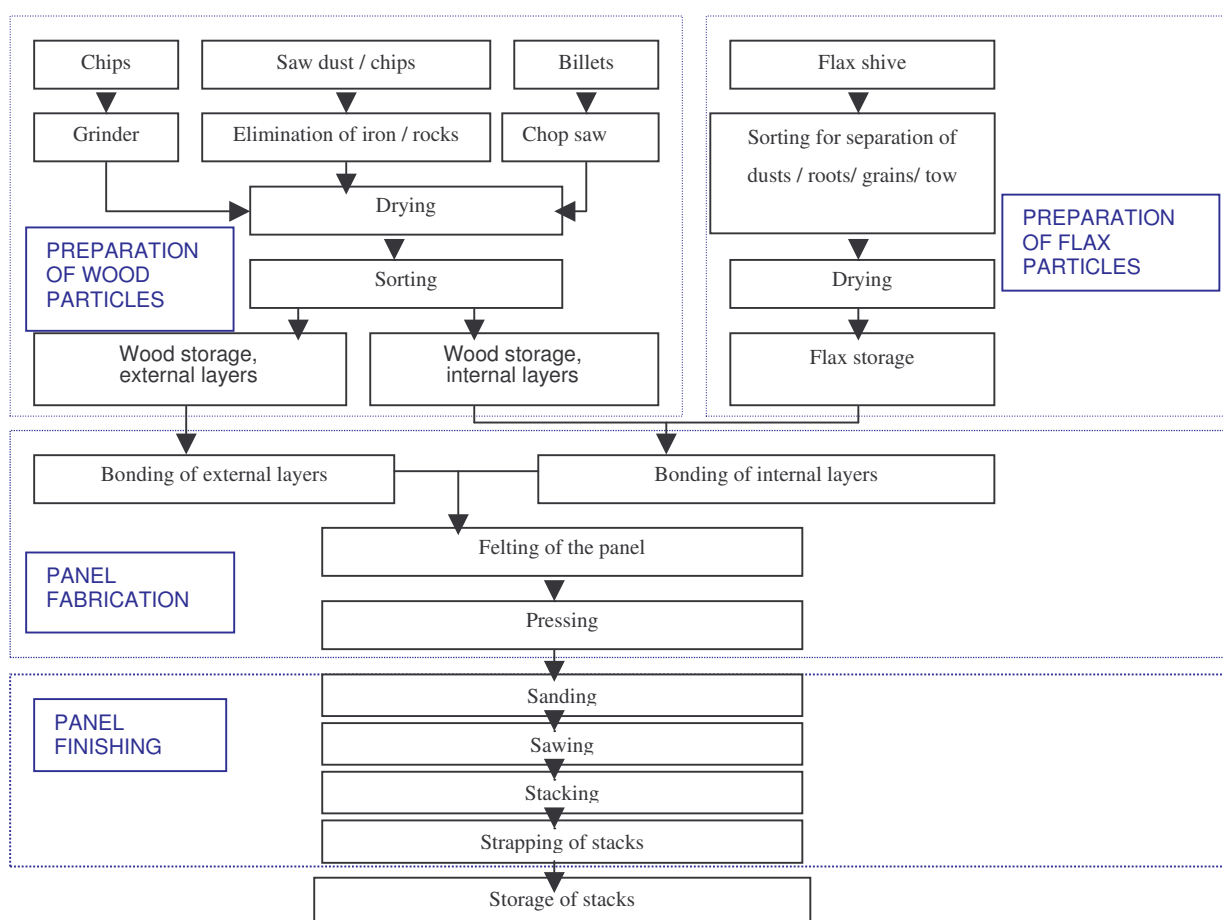 Chips
Saw dust / chips
Billets
Flax shive
Grinder
Elimination of iron / rocks
Chop saw
Sorting for separation of
dusts / roots/ grains/ tow
Drying
PREPARATION
OF WOOD
PARTICLES
PREPARATION
OF FLAX
PARTICLES
Sorting
Drying
Wood storage,
external layers
Wood storage,
internal layers
Flax storage
Bonding of external layers
Bonding of internal layers
PANEL
FABRICATION
Felting of the panel
Pressing
PANEL
FINISHING
Sanding
Sawing
Stacking
Strapping of stacks
Storage of stacks